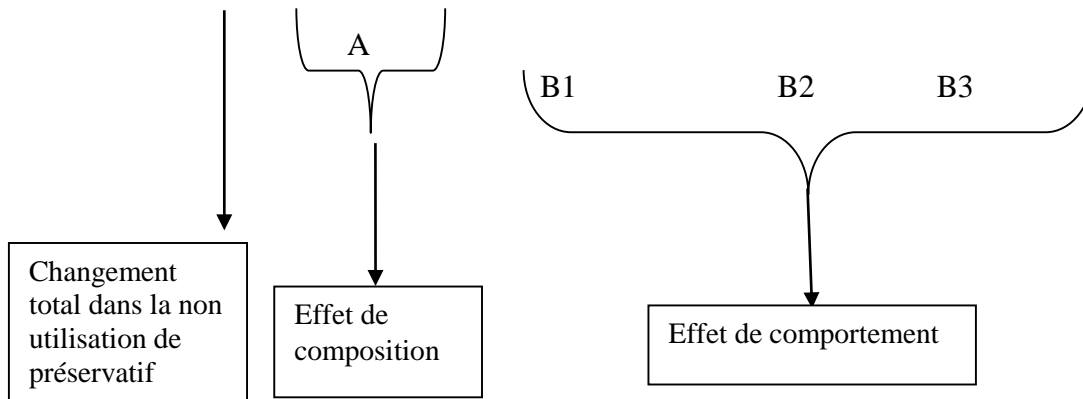 A
B1 B2 B3
Changement
total dans la non
utilisation de
préservatif
Effet de
composition
Effet de comportement